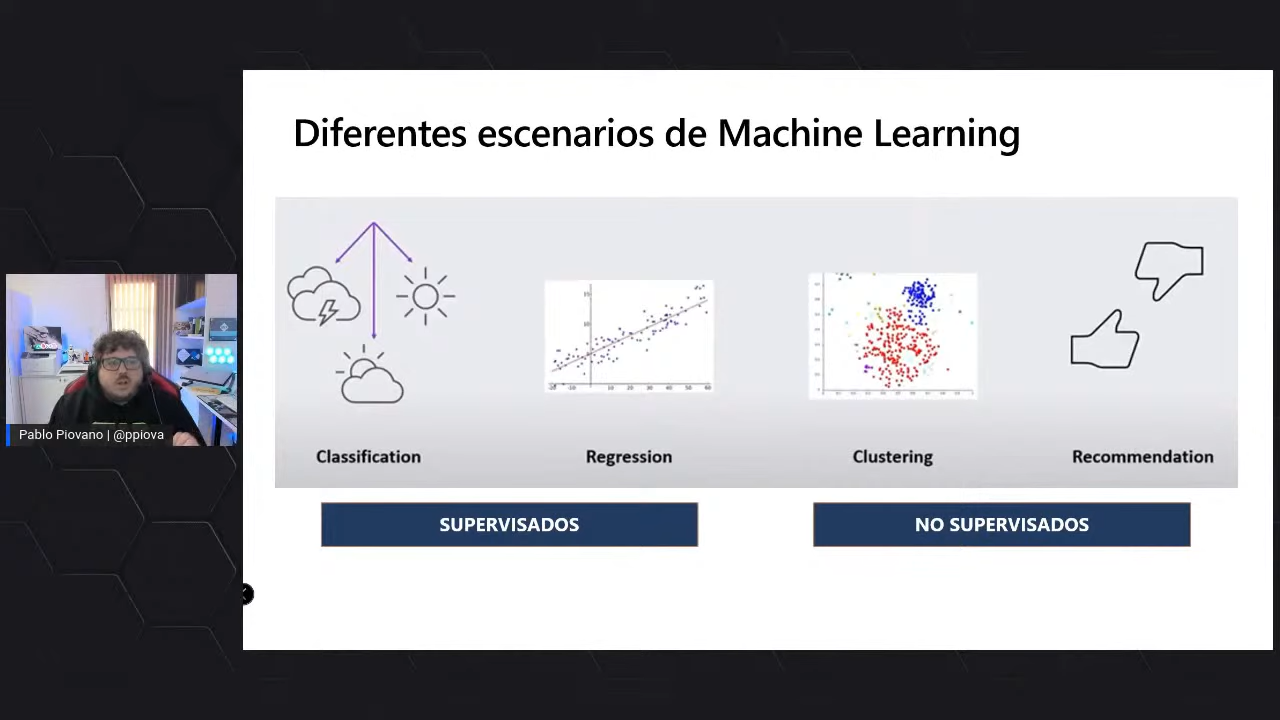 Diferentes escenarios de Machine Learning
Classification
Regression
Clustering
Recommendation
SUPERVISADOS
NO SUPERVISADOS
Pablo Piovano | @ppiova